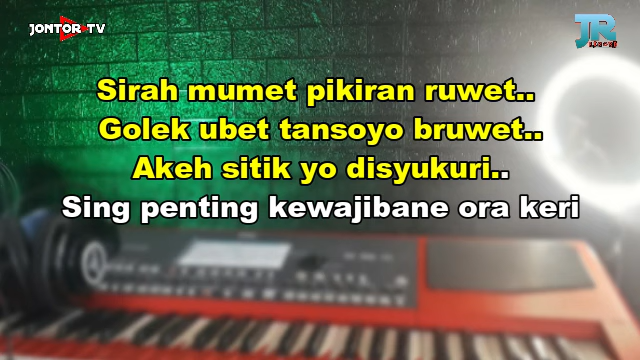 JONTOR TV
JR
Sirah mumet pikiran ruwet..
Golek ubet tansoyo bruwet..
Akeh sitik yo disyukuri..
Sing penting kewajibane ora keri